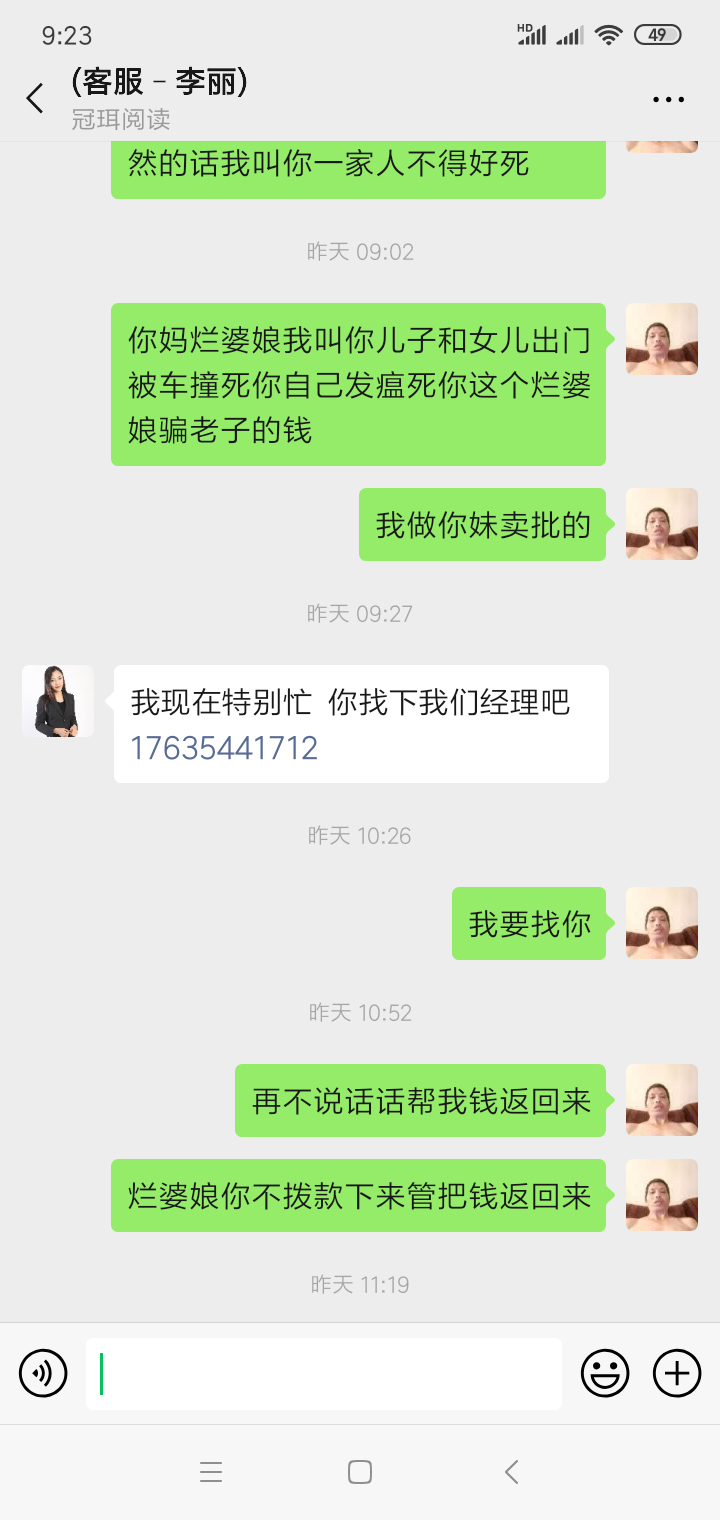 9:23
HD
49
(客服 – 李丽)
冠珥阅读
然的话我叫你一家人不得好死
昨天 09:02
你妈烂婆娘我叫你儿子和女儿出门
被车撞死你自己发瘟死你这个烂婆
娘骗老子的钱
我做你妹卖批的
昨天 09:27
我现在特别忙  你找下我们经理吧
17635441712
昨天 10:26
我要找你
昨天 10:52
再不说话话帮我钱返回来
烂婆娘你不拨款下来管把钱返回来
昨天 11:19